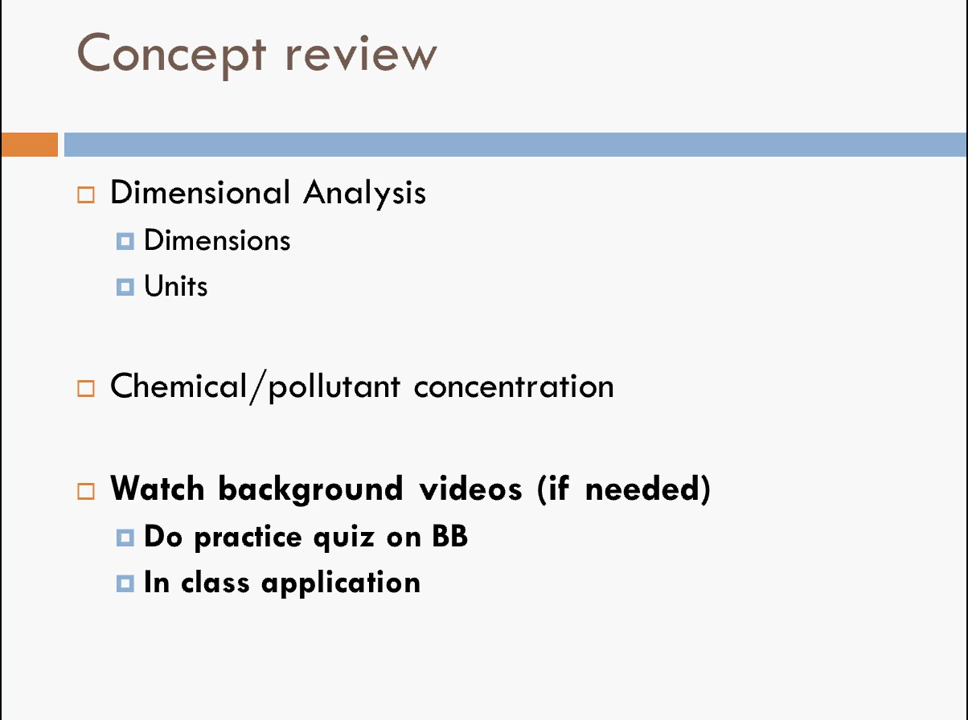 Concept review
Dimensional Analysis
Dimensions
Units
Chemical/pollutant concentration
Watch background videos (if needed)
Do practice quiz on BB
In class application